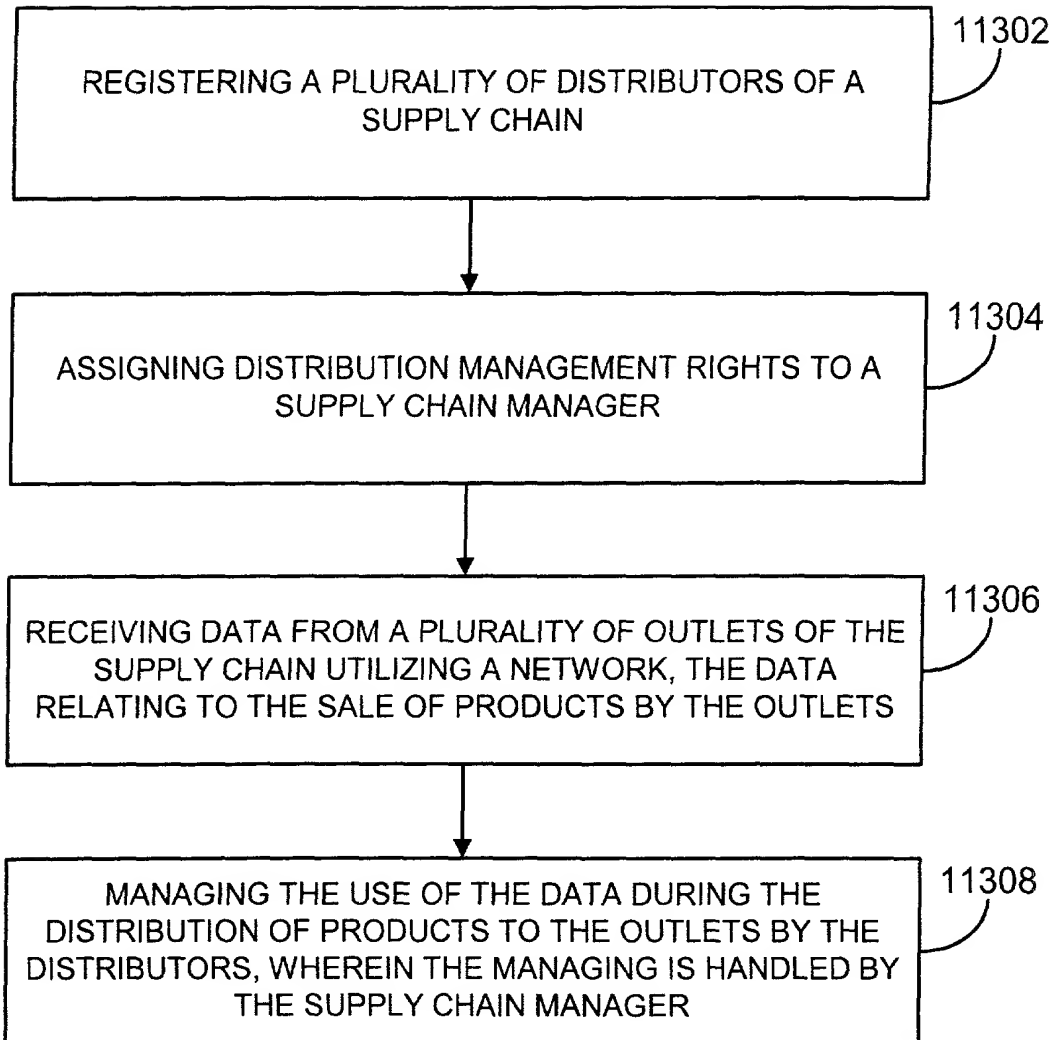 11302
REGISTERING A PLURALITY OF DISTRIBUTORS OF A
SUPPLY CHAIN
11304
ASSIGNING DISTRIBUTION MANAGEMENT RIGHTS TO A
SUPPLY CHAIN MANAGER
11306
RECEIVING DATA FROM A PLURALITY OF OUTLETS OF THE
SUPPLY CHAIN UTILIZING A NETWORK, THE DATA
RELATING TO THE SALE OF PRODUCTS BY THE OUTLETS
11308
MANAGING THE USE OF THE DATA DURING THE
DISTRIBUTION OF PRODUCTS TO THE OUTLETS BY THE
DISTRIBUTORS, WHEREIN THE MANAGING IS HANDLED BY
THE SUPPLY CHAIN MANAGER